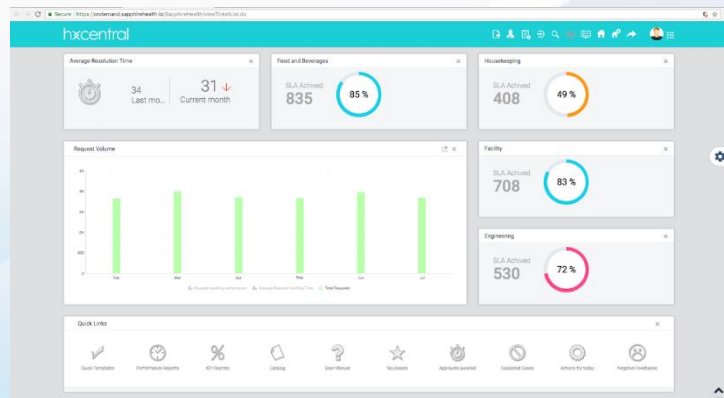 Secure | https://ondemand.sapphirehealth.io/SapphireHealth/viewTicketList.do
hxcentral
Average Resolution Time
34
Last mo...
31
Current month
Food and Beverages
SLA Achived
835
85 %
Housekeeping
SLA Achived
408
49 %
Request Volume
Feb
Mar
Apr
May
Jun
Jul
Total Requests
Facility
SLA Achived
708
83 %
Engineering
SLA Achived
530
72 %
Quick Links
Quick Templates
Performance Reports
KPI Reports
Catalog
User Manual
My Assets
Approvals awaited
Escalated Cases
Actions for today
Negative Feedbacks